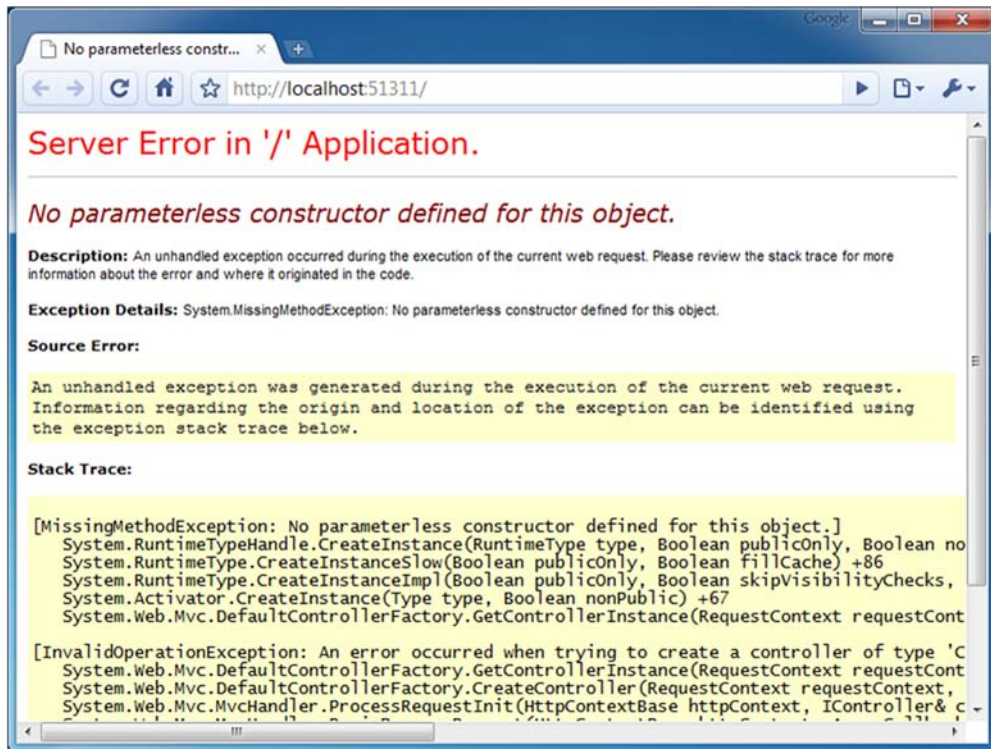 Google
No parameterless constr...
http://localhost:51311/
Server Error in '/' Application.
No parameterless constructor defined for this object.
Description: An unhandled exception occurred during the execution of the current web request. Please review the stack trace for more
information about the error and where it originated in the code.
Exception Details: System.MissingMethodException: No parameterless constructor defined for this object.
Source Error:
An unhandled exception was generated during the execution of the current web request.
Information regarding the origin and location of the exception can be identified using
the exception stack trace below.
Stack Trace:
[MissingMethodException: No parameterless constructor defined for this object.]
System.RuntimeTypeHandle.CreateInstance(RuntimeType type, Boolean publicOnly, Boolean no
System.RuntimeType.CreateInstanceSlow(Boolean publicOnly, Boolean fillCache) +86
System.RuntimeType.CreateInstanceImpl(Boolean publicOnly, Boolean skipVisibilityChecks,
System.Activator.CreateInstance(Type type, Boolean nonPublic) +67
System.Web.Mvc.DefaultControllerFactory.GetControllerInstance(RequestContext requestCont
[InvalidOperationException: An error occurred when trying to create a controller of type 'C
System.Web.Mvc.DefaultControllerFactory.GetControllerInstance(RequestContext requestCont
System.Web.Mvc.DefaultControllerFactory.CreateController(RequestContext requestContext,
System.Web.Mvc.MvcHandler.ProcessRequestInit(HttpContextBase httpContext, IController& c